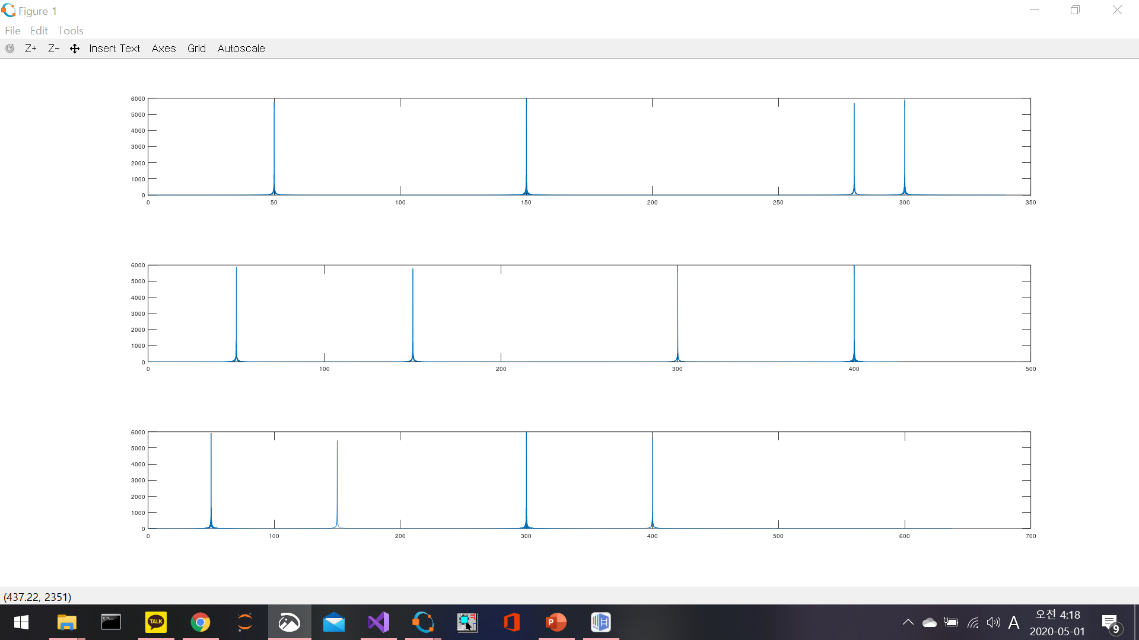 Figure 1
File Edit Tools
Z+ Z- Insert Text Axes Grid Autoscale
6000
5000
4000
3000
2000
1000
0
0 50 100 150 200 250 300 350
6000
5000
4000
3000
2000
1000
0
0 100 200 300 400 500
6000
5000
4000
3000
2000
1000
0
0 100 200 300 400 500 600 700
(437.22, 2351)
TALK
A
오전 4:18
2020-05-01
9